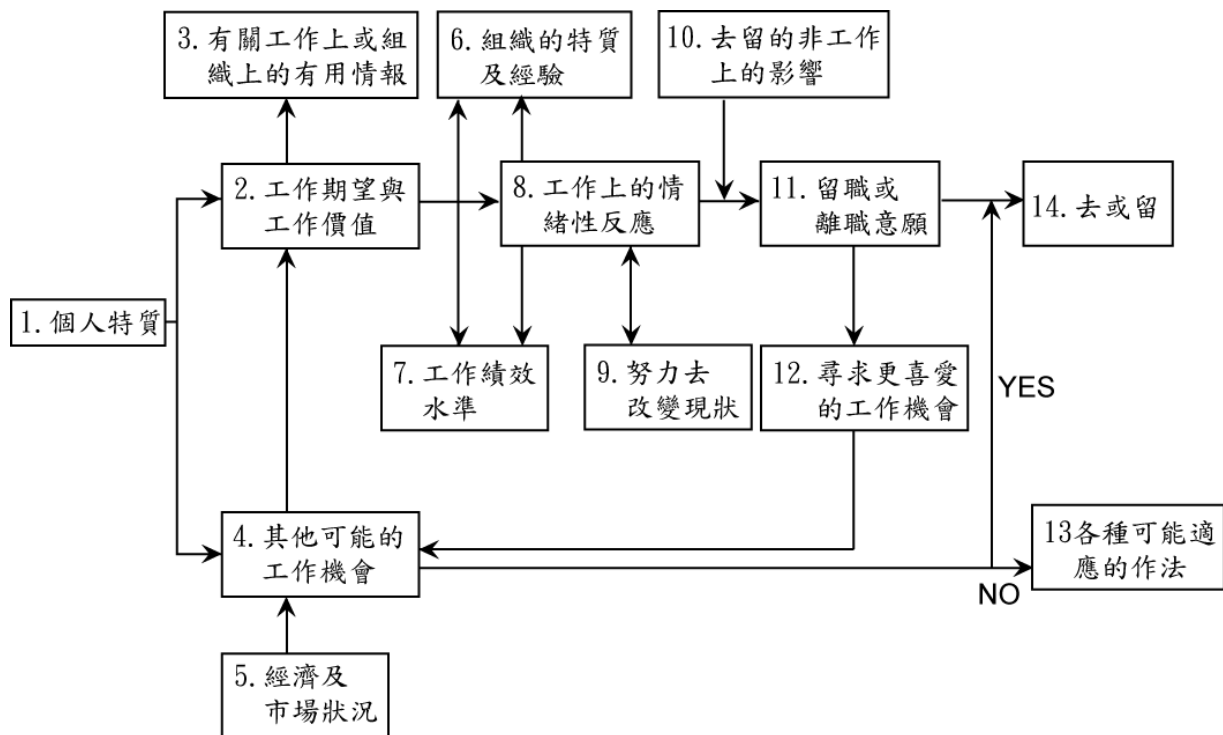 3. 有關工作上或組
織上的有用情報
6. 組織的特質
及經驗
10. 去留的非工作
上的影響
2. 工作期望與
工作價值
8. 工作上的情
緒性反應
11. 留職或
離職意願
14. 去或留
1. 個人特質
7. 工作績效
水準
9. 努力去
改變現狀
12. 尋求更喜愛
的工作機會
YES
4. 其他可能的
工作機會
13各種可能適
應的作法
NO
5. 經濟及
市場狀況